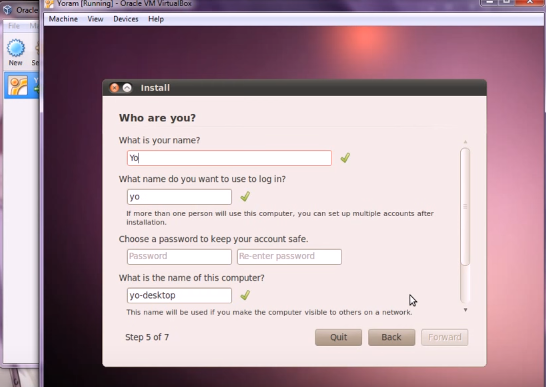 Yoram [Running] - Oracle VM VirtualBox
Oracle
Machine View Devices Help
File
New
Install
Who are you?
What is your name?
Yo
What name do you want to use to log in?
yo
If more than one person will use this computer, you can set up multiple accounts after
installation.
Choose a password to keep your account safe.
Password Re-enter password
What is the name of this computer?
yo-desktop
This name will be used if you make the computer visible to others on a network.
Step 5 of 7 Quit Back Forward